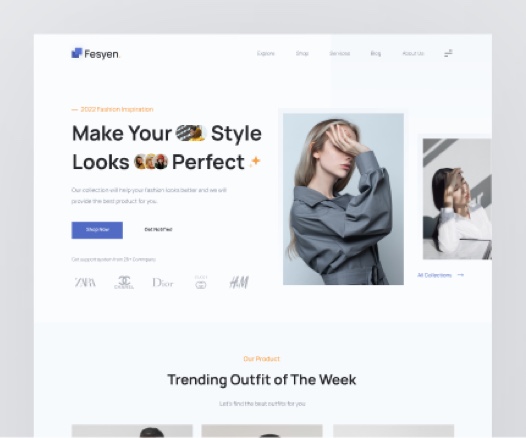 Fesyen.
Explore Shop Services Blog About Us
2022 Fashion Inspiration
Make Your Style
Looks Perfect
Our collection will help your fashion looks better and we will
provide the best product for you.
Shop Now
Get supported from 25+ Companies
ZARA CHANEL Dior GUCCI H&M
All Collections
Our Product
Trending Outfit of The Week
Let's find the best outfits for you